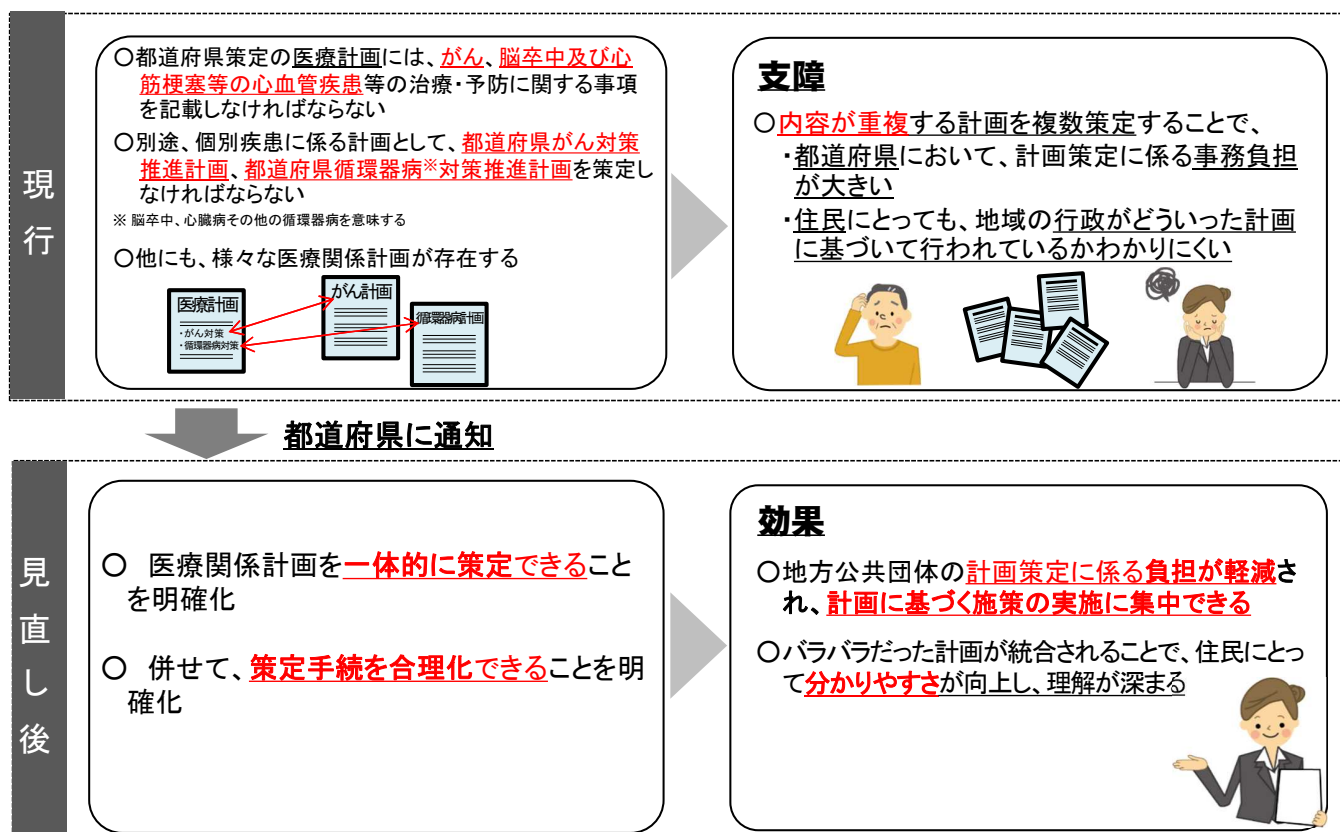 現行
〇都道府県策定の医療計画には、がん、脳卒中及び心
筋梗塞等の心血管疾患等の治療・予防に関する事項
を記載しなければならない
〇別途、個別疾患に係る計画として、都道府県がん対策
推進計画、都道府県循環器病※対策推進計画を策定し
なければならない
※ 脳卒中、心臓病その他の循環器病を意味する
〇他にも、様々な医療関係計画が存在する
医療計画
・がん対策
・循環器病対策
がん計画
循環器病計画
支障
〇内容が重複する計画を複数策定することで、
・都道府県において、計画策定に係る事務負担
が大きい
・住民にとっても、地域の行政がどういった計画
に基づいて行われているかわかりにくい
都道府県に通知
見直し後
〇 医療関係計画を一体的に策定できること
を明確化
〇 併せて、策定手続を合理化できることを明
確化
効果
〇地方公共団体の計画策定に係る負担が軽減さ
れ、計画に基づく施策の実施に集中できる
〇バラバラだった計画が統合されることで、住民にとっ
て分かりやすさが向上し、理解が深まる